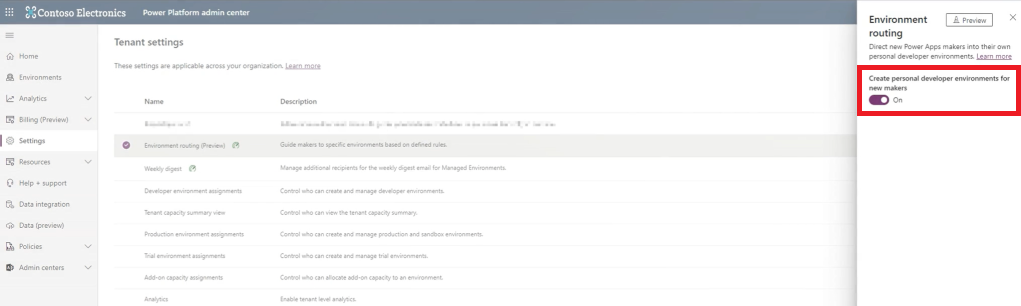 Contoso Electronics Power Platform admin center
Home
Environments
Analytics
Billing (Preview)
Settings
Resources
Help + support
Data integration
Data (preview)
Policies
Admin centers
Tenant settings
These settings are applicable across your organization. Learn more
Name Description
Environment routing (Preview) Guide makers to specific environments based on defined rules.
Weekly digest Manage additional recipients for the weekly digest email for Managed Environments.
Developer environment assignments Control who can create and manage developer environments.
Tenant capacity summary view Control who can view the tenant capacity summary.
Production environment assignments Control who can create and manage production and sandbox environments.
Trial environment assignments Control who can create and manage trial environments.
Add-on capacity assignments Control who can allocate add-on capacity to an environment.
Analytics Enable tenant level analytics.
Environment Preview
routing
Direct new Power Apps makers into their own
personal developer environments. Learn more
Create personal developer environments for
new makers
On